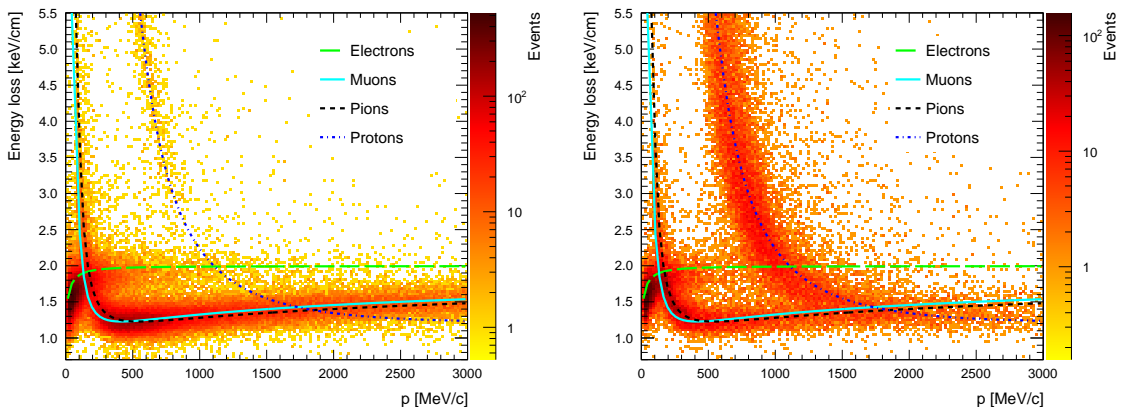 Energy loss [keV/cm]
5.5
5.0
4.5
4.0
3.5
3.0
2.5
2.0
1.5
1.0
0 500 1000 1500 2000 2500 3000
p [MeV/c]
Electrons
Muons
Pions
Protons
Events
10²
10
1
Energy loss [keV/cm]
5.5
5.0
4.5
4.0
3.5
3.0
2.5
2.0
1.5
1.0
0 500 1000 1500 2000 2500 3000
p [MeV/c]
Electrons
Muons
Pions
Protons
Events
10²
10
1